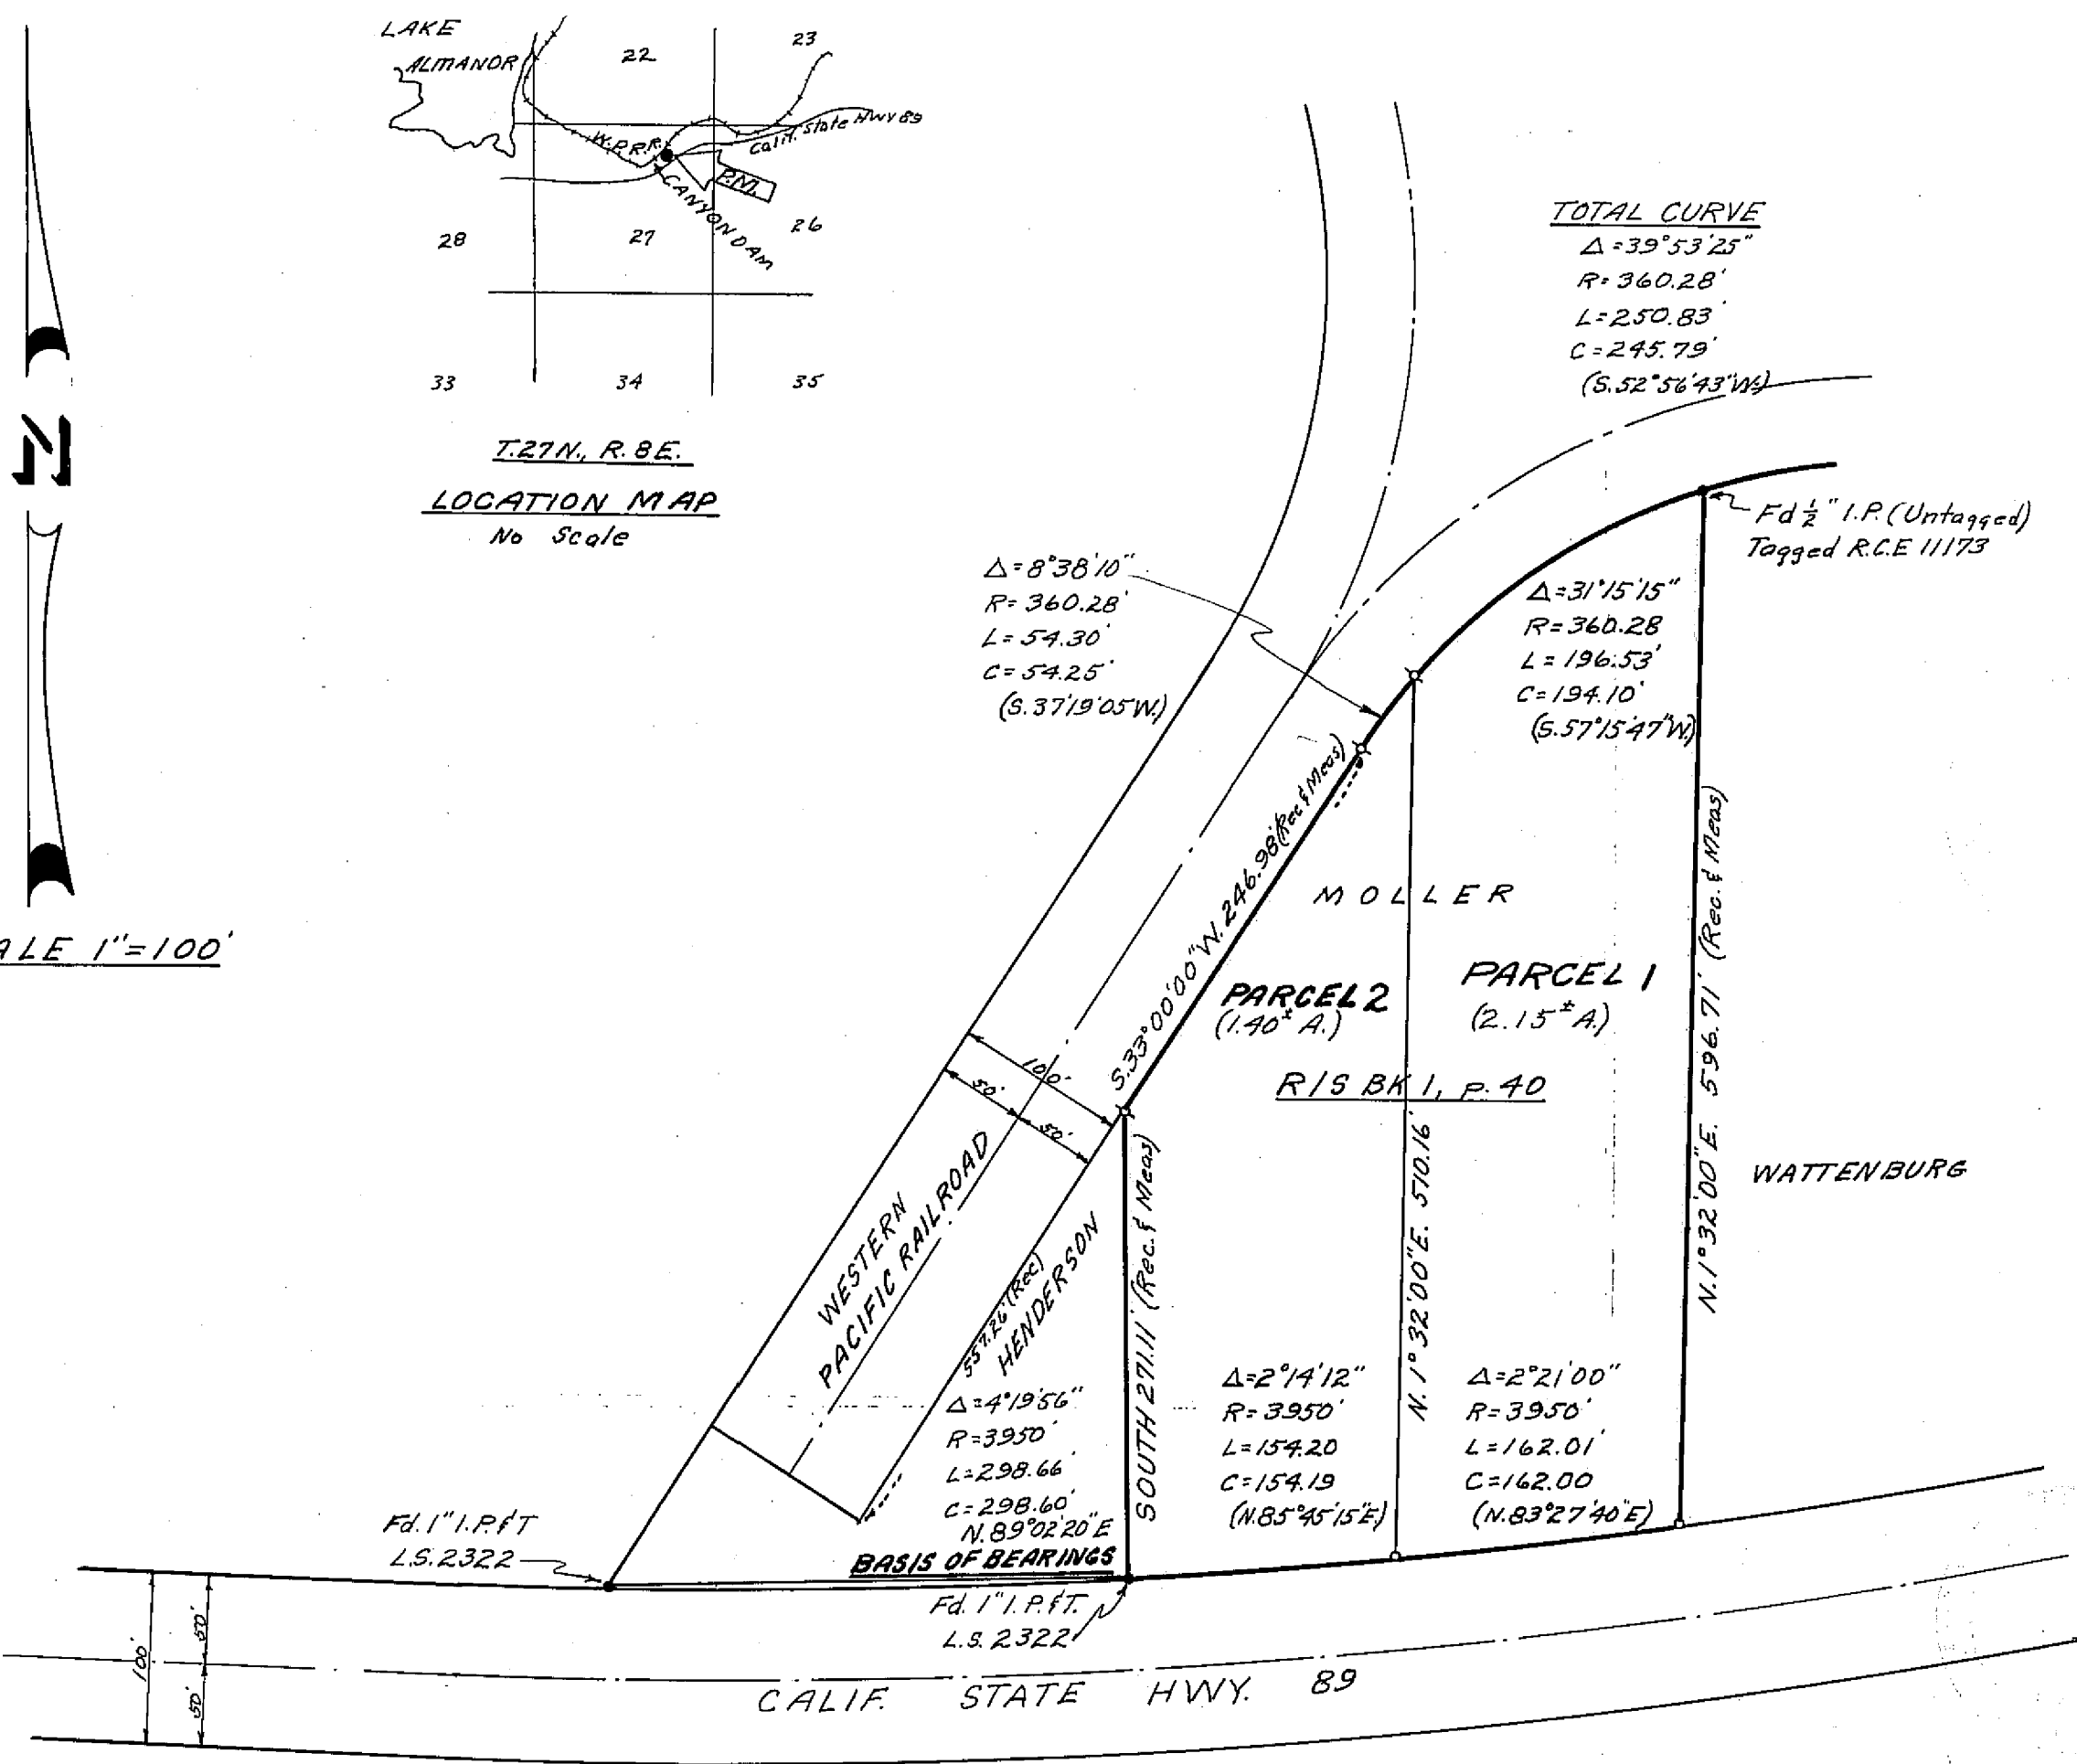 LAKE
ALMANOR
22
23
W.P.R.R.
Calif. State Hwy 89
P.M.
CANYONDAM
28
27
26
33
34
35
T.27N., R.8E.
LOCATION MAP
No Scale
N
ALE 1"=100'
TOTAL CURVE
Δ=39°53'25"
R=360.28'
L=250.83'
C=245.79'
(S.52°56'43"W.)
Fd ½" I.P. (Untagged)
Tagged R.C.E 11173
Δ=8°38'10"
R=360.28'
L=54.30'
C=54.25'
(S.37°19'05"W.)
Δ=31°15'15"
R=360.28
L=196.53'
C=194.10'
(S.57°15'47"W.)
S.33°00'00"W. 246.98' (Rec & Meas)
MOLLER
PARCEL 2
(1.40± A.)
PARCEL 1
(2.15± A.)
R/S BK 1, P. 40
N.1°32'00"E. 596.71' (Rec. & Meas)
WATTENBURG
N.1°32'00"E. 510.16'
SOUTH 271.11' (Rec. & Meas)
100'
50'
50'
WESTERN
PACIFIC RAILROAD
557.26' (Rec)
HENDERSON
Δ=4°19'56"
R=3950'
L=298.66'
C=298.60'
N.89°02'20"E
BASIS OF BEARINGS
Δ=2°14'12"
R=3950'
L=154.20
C=154.19
(N.85°45'15"E)
Δ=2°21'00"
R=3950'
L=162.01'
C=162.00
(N.83°27'40"E)
Fd. 1" I.P. & T
L.S. 2322
Fd. 1" I.P. & T.
L.S. 2322
100'
50'
50'
CALIF. STATE HWY. 89